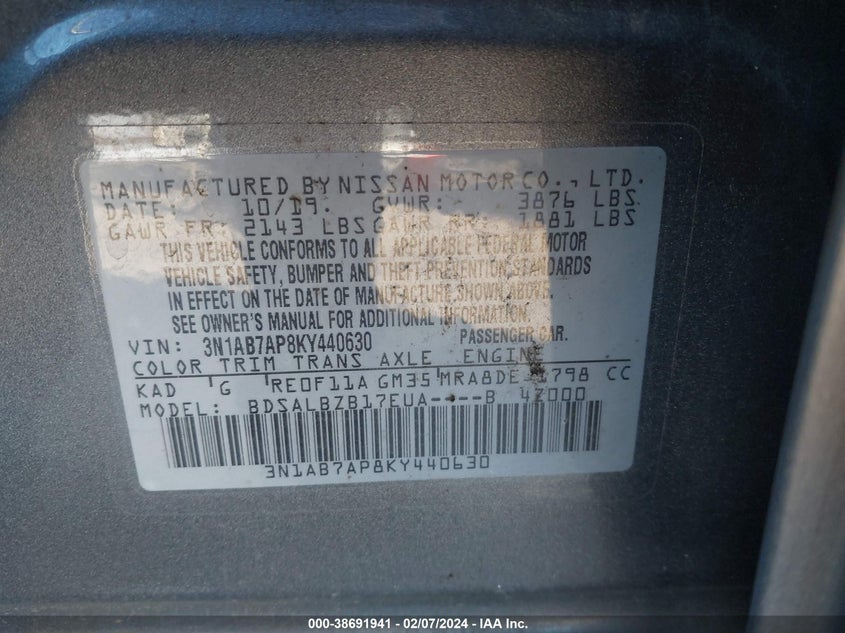 MANUFACTURED BY NISSAN MOTOR CO., LTD.
DATE: 10/19. GVWR: 3876 LBS
GAWR FR: 2143 LBS GAWR RR: 1881 LBS
THIS VEHICLE CONFORMS TO ALL APPLICABLE FEDERAL MOTOR
VEHICLE SAFETY, BUMPER AND THEFT PREVENTION STANDARDS
IN EFFECT ON THE DATE OF MANUFACTURE SHOWN ABOVE.
SEE OWNER'S MANUAL FOR ADDITIONAL INFORMATION.
VIN: 3N1AB7AP8KY440630 PASSENGER CAR.
COLOR TRIM TRANS AXLE ENGINE
KAD G RE0F11A GM35 MRA8DE 1798 CC
MODEL: BDSALBZB17EUA----B 4Z000
3N1AB7AP8KY440630
000-38691941 / 02/07/2024 - IAA Inc.